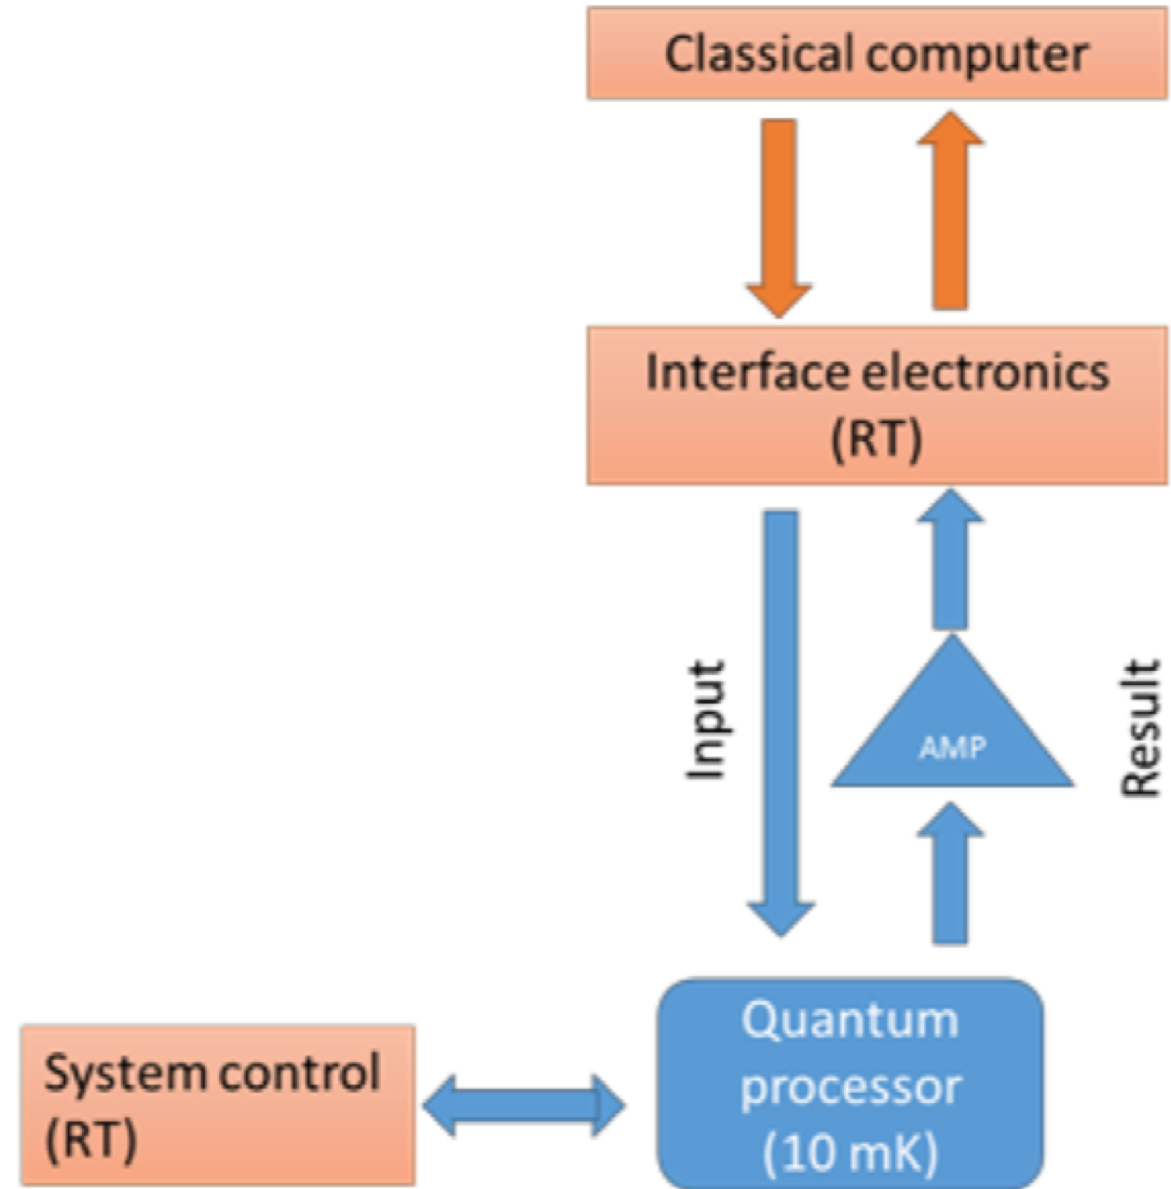 Classical computer
Interface electronics
(RT)
Input
AMP
Result
Quantum
processor
(10 mK)
System control
(RT)